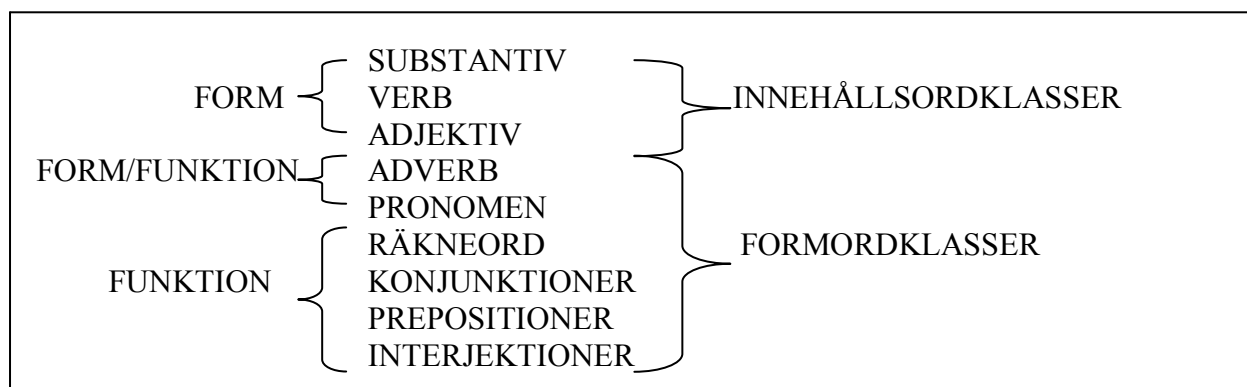 SUBSTANTIV
FORM VERB INNEHÅLLSORDKLASSER
ADJEKTIV
FORM/FUNKTION ADVERB
PRONOMEN
RÄKNEORD FORMORDKLASSER
FUNKTION KONJUNKTIONER
PREPOSITIONER
INTERJEKTIONER